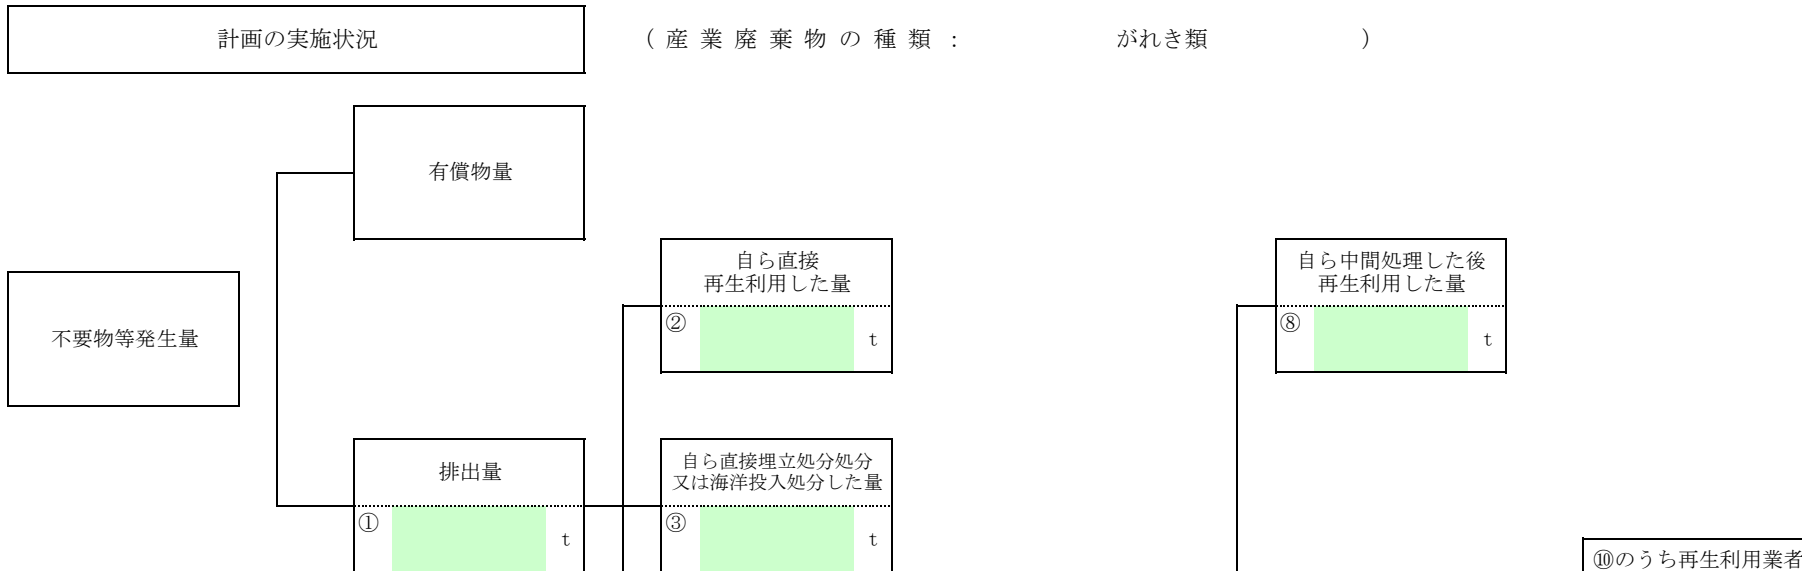 計画の実施状況
（産業廃棄物の種類： がれき類 ）
有償物量
自ら直接
再生利用した量
② t
自ら中間処理した後
再生利用した量
⑧ t
不要物等発生量
排出量
① t
自ら直接埋立処分処分
又は海洋投入処分した量
③ t
⑩のうち再生利用業者